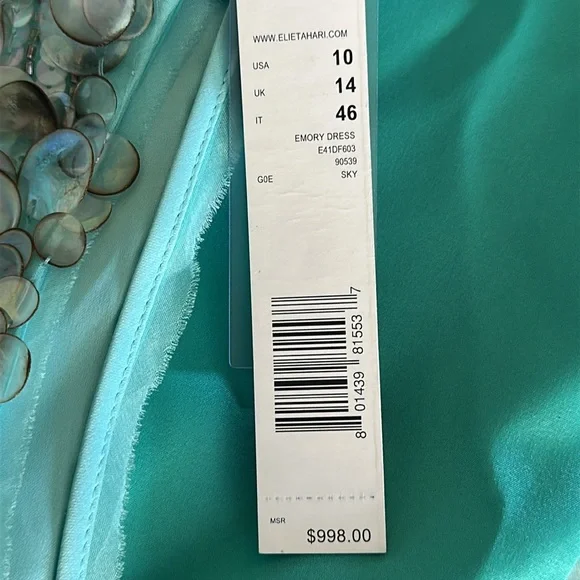 WWW.ELIETAHARI.COM
USA 10
UK 14
IT 46
EMORY DRESS
E41DF603
90539
G0E SKY
8 01439 81553 7
MSR
$998.00